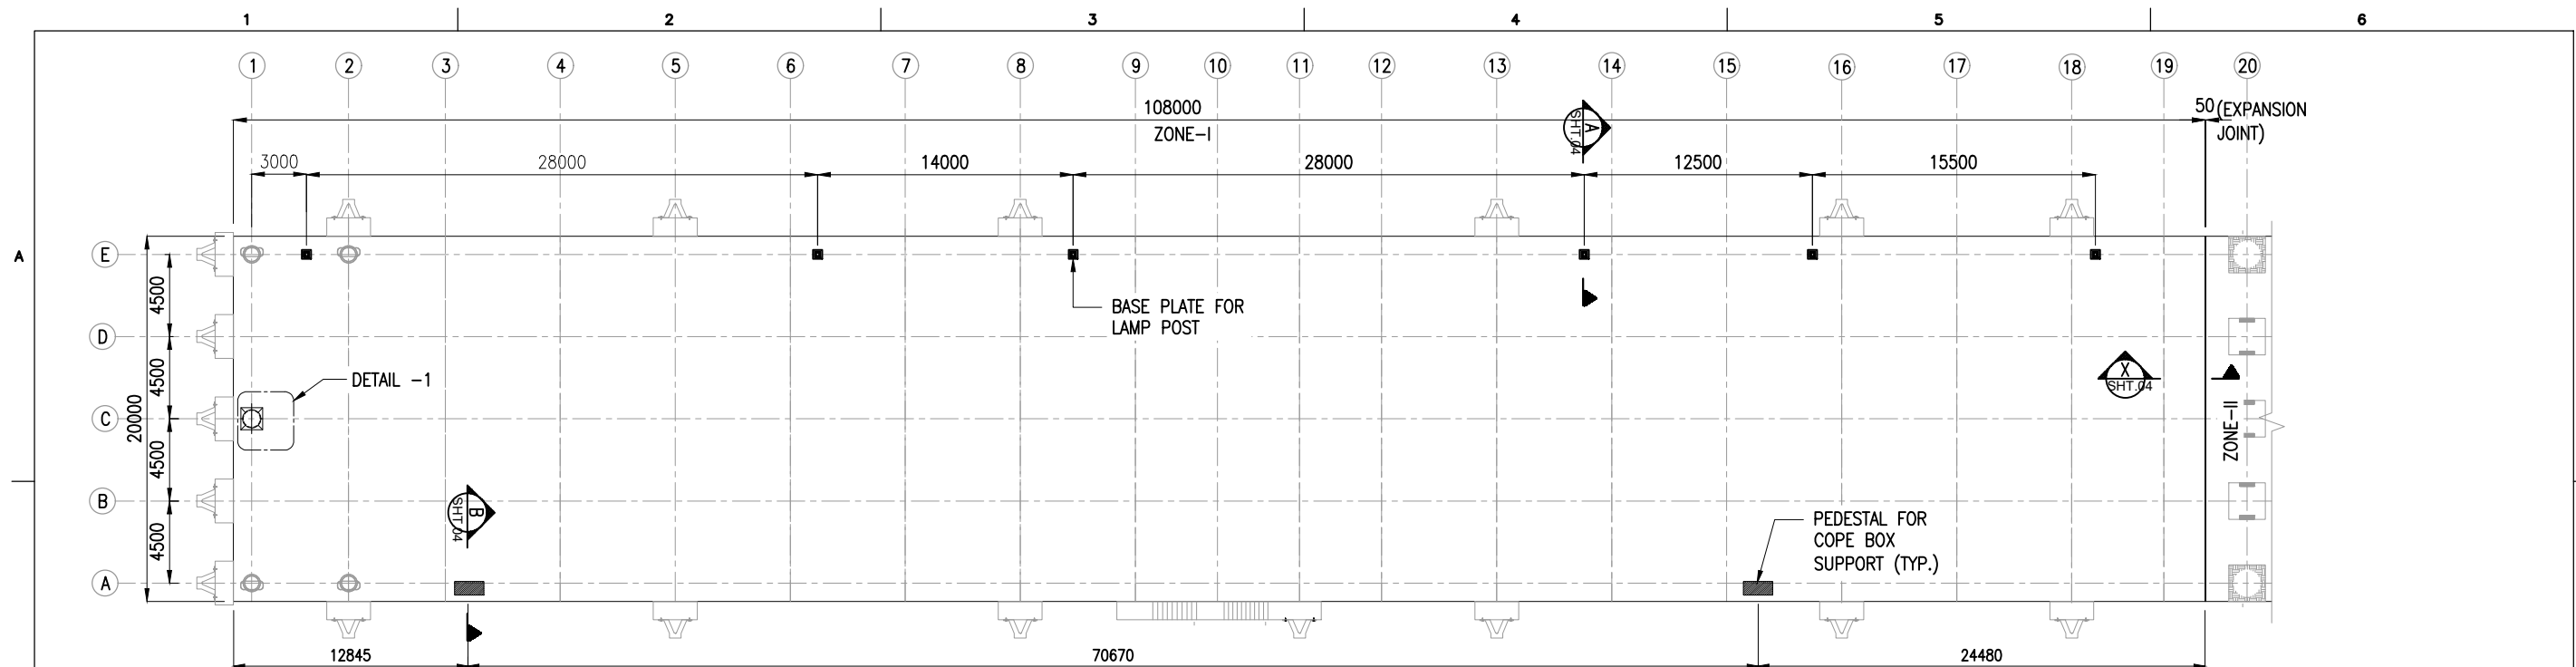 1 2 3 4 5 6
1 2 3 4 5 6 7 8 9 10 11 12 13 14 15 16 17 18 19 20
108000
50 (EXPANSION
JOINT)
ZONE-I
A
SHT.04
3000 28000 14000 28000 12500 15500
A
E
4500
BASE PLATE FOR
LAMP POST
D
4500
DETAIL -1
X
SHT.04
20000
C
ZONE-II
4500
B
B
SHT.04
4500
PEDESTAL FOR
COPE BOX
SUPPORT (TYP.)
A
12845 70670 24480